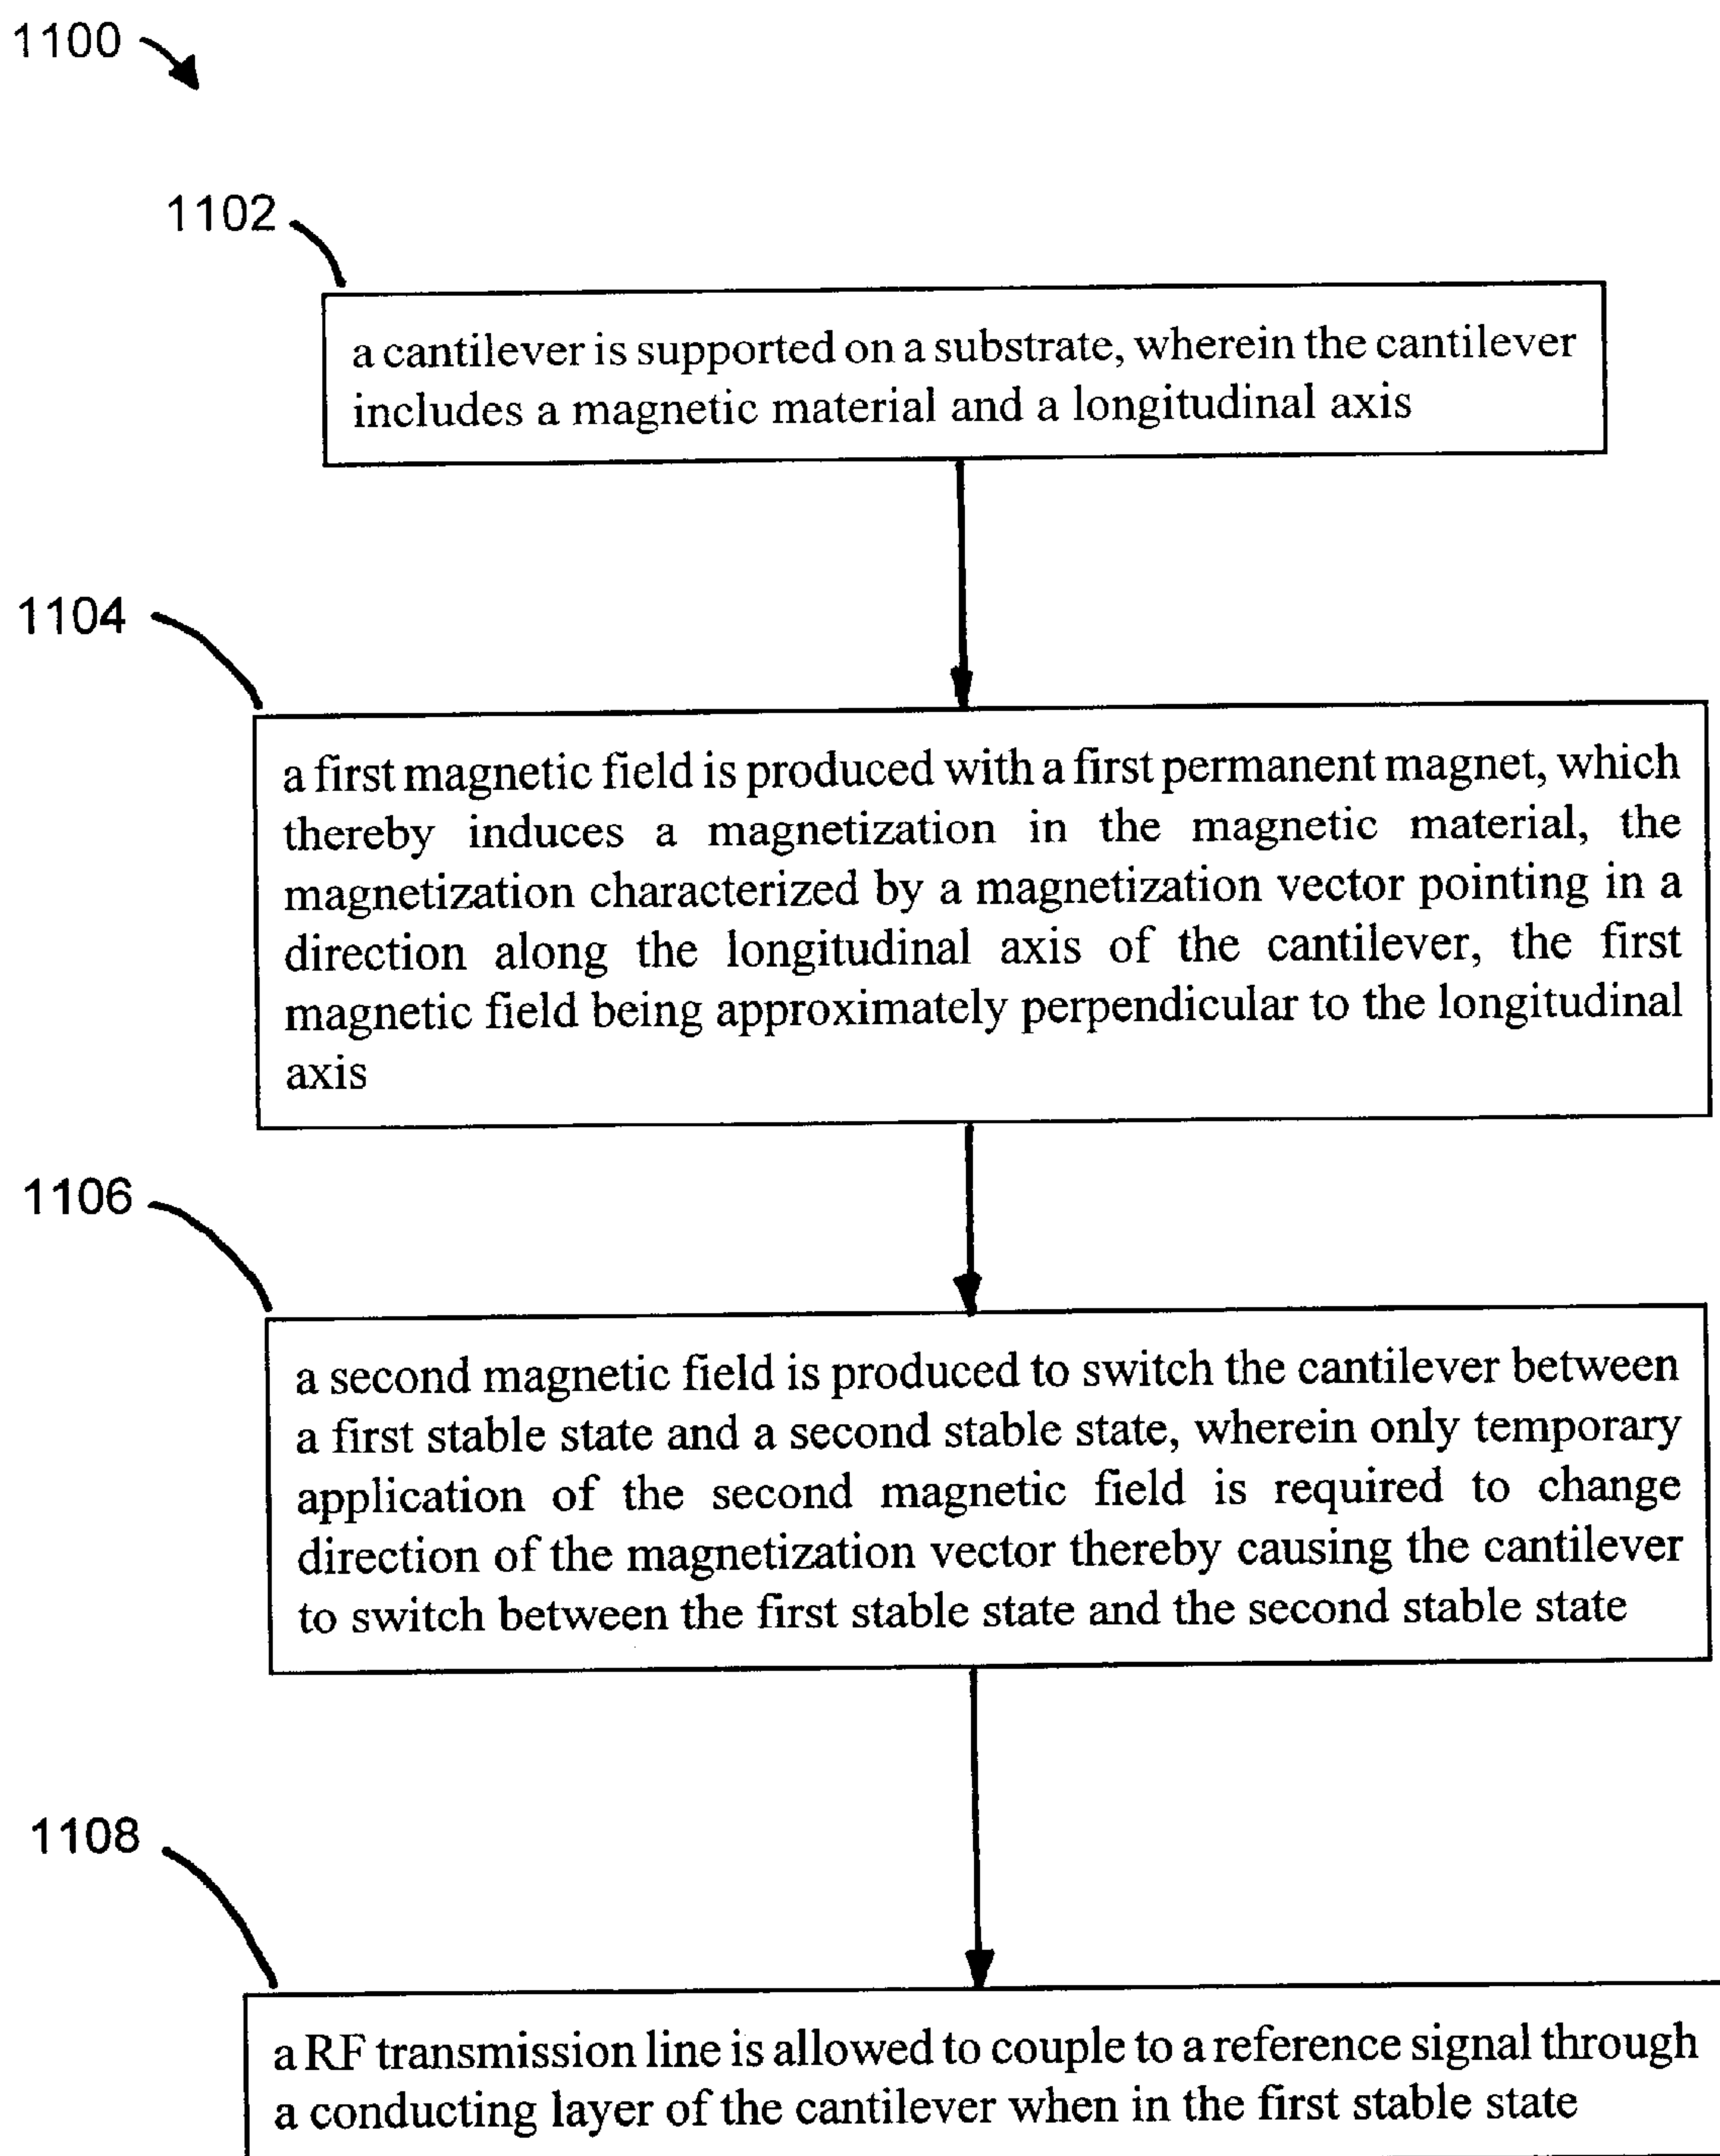 1100
1102
a cantilever is supported on a substrate, wherein the cantilever
includes a magnetic material and a longitudinal axis
1104
a first magnetic field is produced with a first permanent magnet, which
thereby induces a magnetization in the magnetic material, the
magnetization characterized by a magnetization vector pointing in a
direction along the longitudinal axis of the cantilever, the first
magnetic field being approximately perpendicular to the longitudinal
axis
1106
a second magnetic field is produced to switch the cantilever between
a first stable state and a second stable state, wherein only temporary
application of the second magnetic field is required to change
direction of the magnetization vector thereby causing the cantilever
to switch between the first stable state and the second stable state
1108
a RF transmission line is allowed to couple to a reference signal through
a conducting layer of the cantilever when in the first stable state